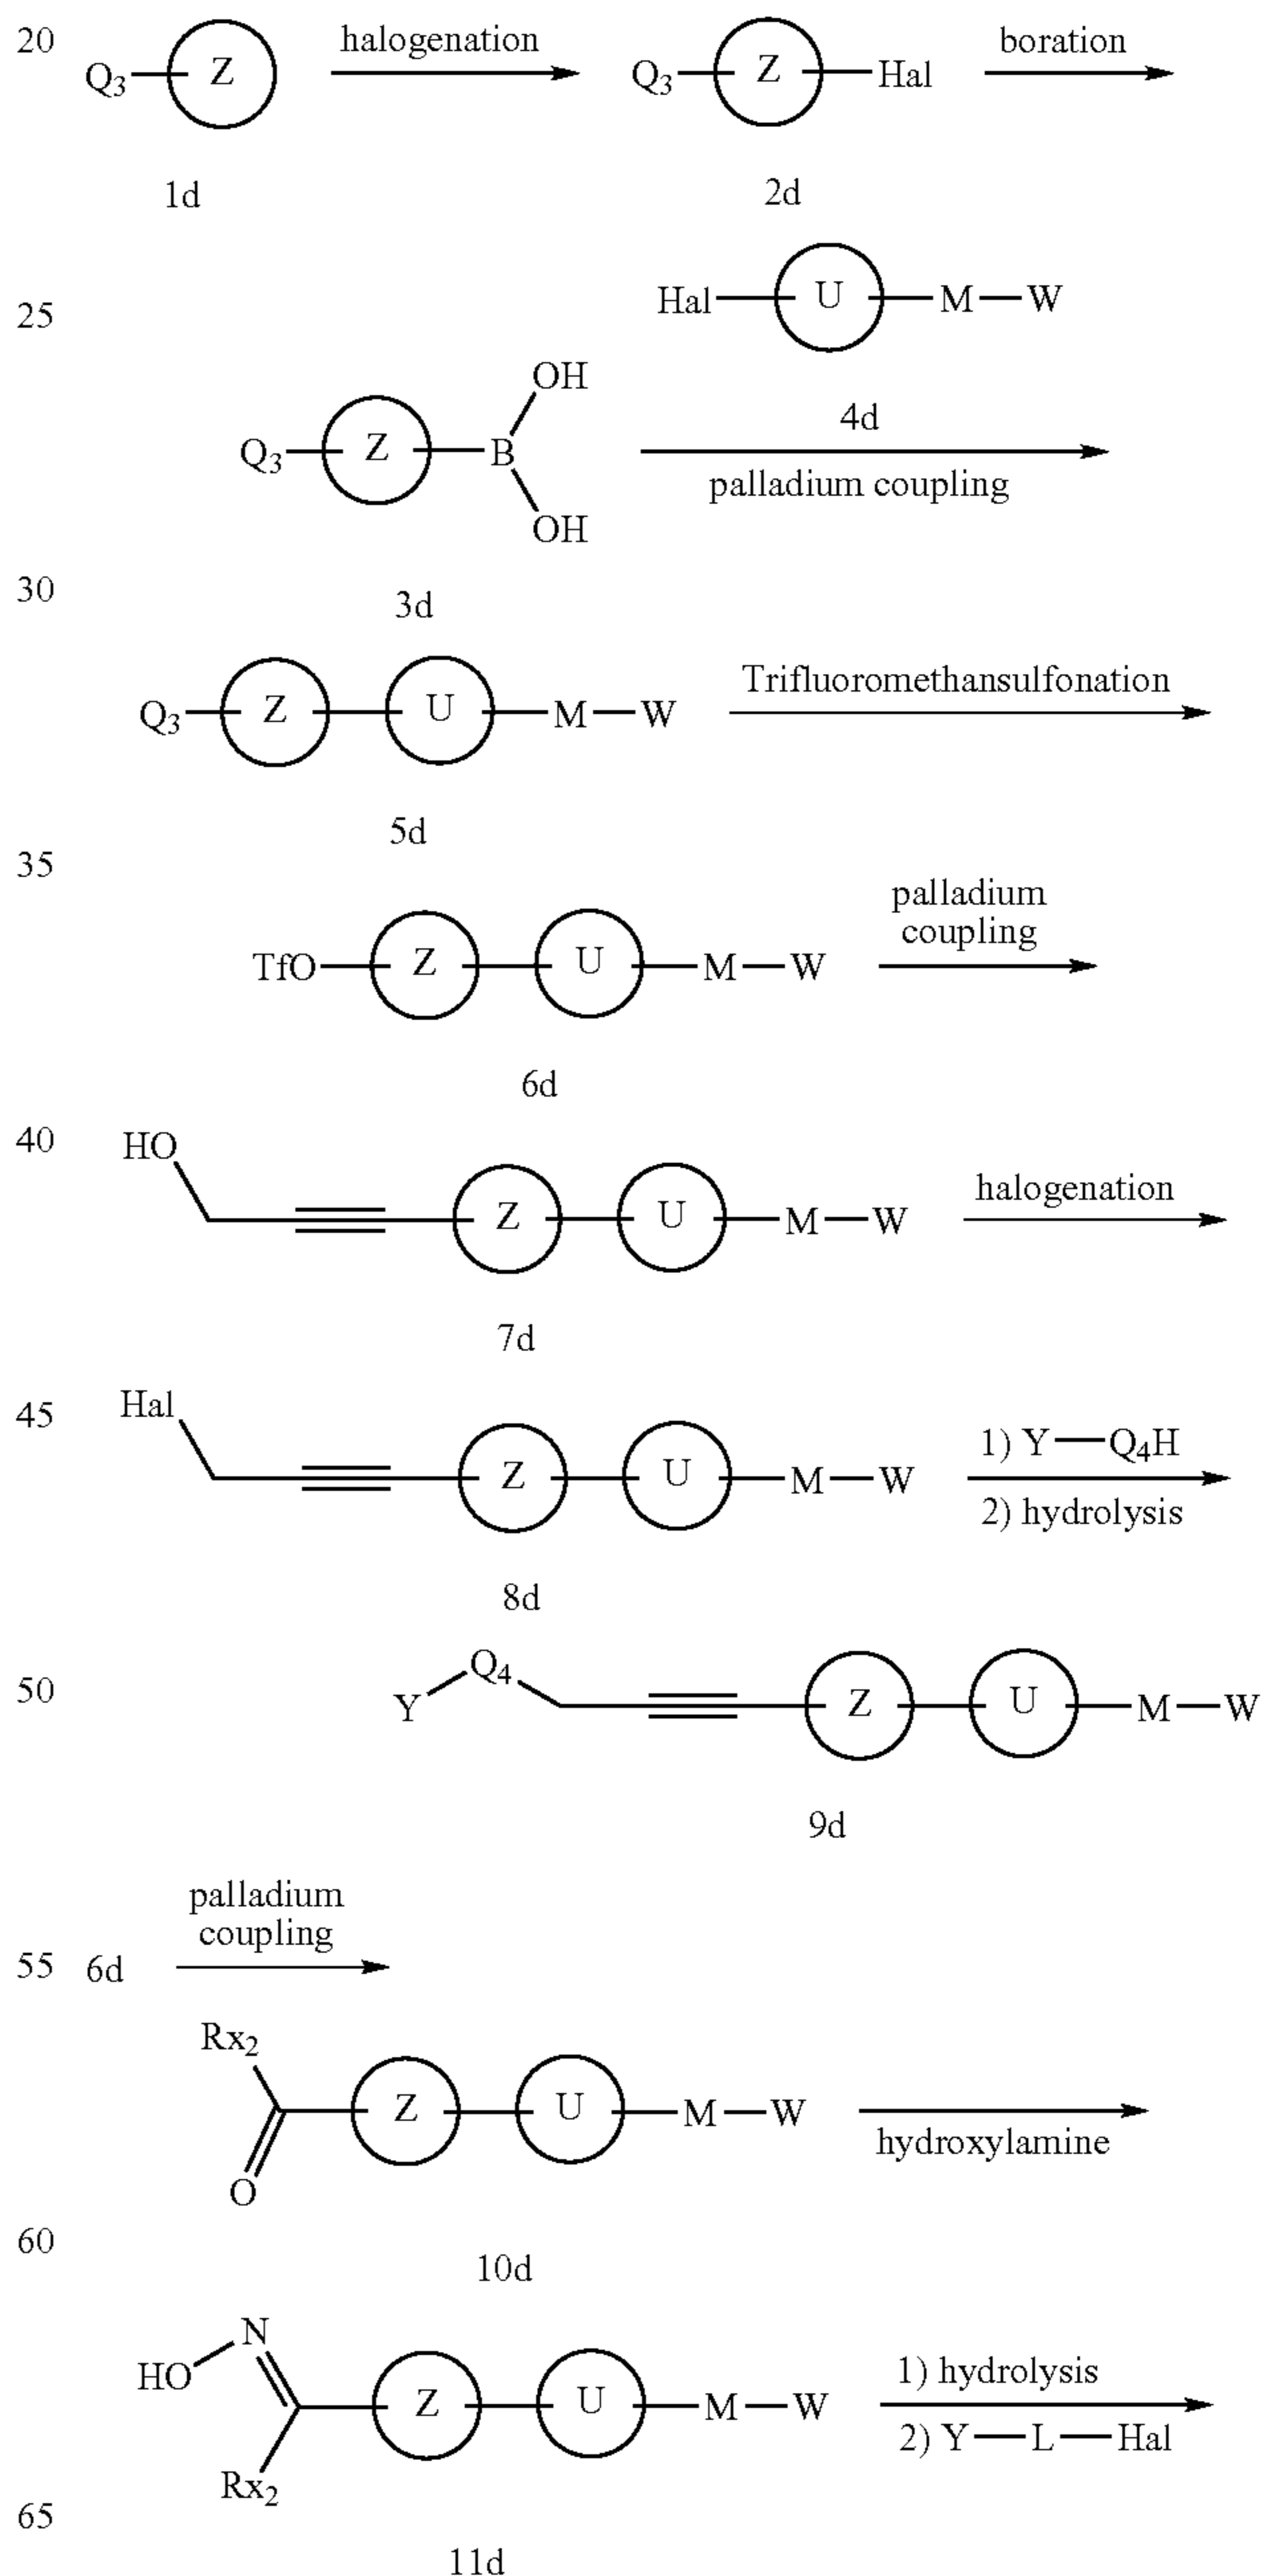 20
halogenation
boration
Q3 Z
Q3 Z Hal
1d
2d
25
Hal U M W
4d
OH
Q3 Z B
palladium coupling
OH
30
3d
Q3 Z U M W
Trifluoromethansulfonation
5d
35
palladium
coupling
TfO Z U M W
6d
40
HO
halogenation
Z U M W
7d
45
Hal
1) Y—Q4H
Z U M W
2) hydrolysis
8d
50
Q4
Y Z U M W
9d
palladium
coupling
55
6d
Rx2
Z U M W
hydroxylamine
O
60
10d
N
HO
1) hydrolysis
Z U M W
2) Y—L—Hal
Rx2
65
11d